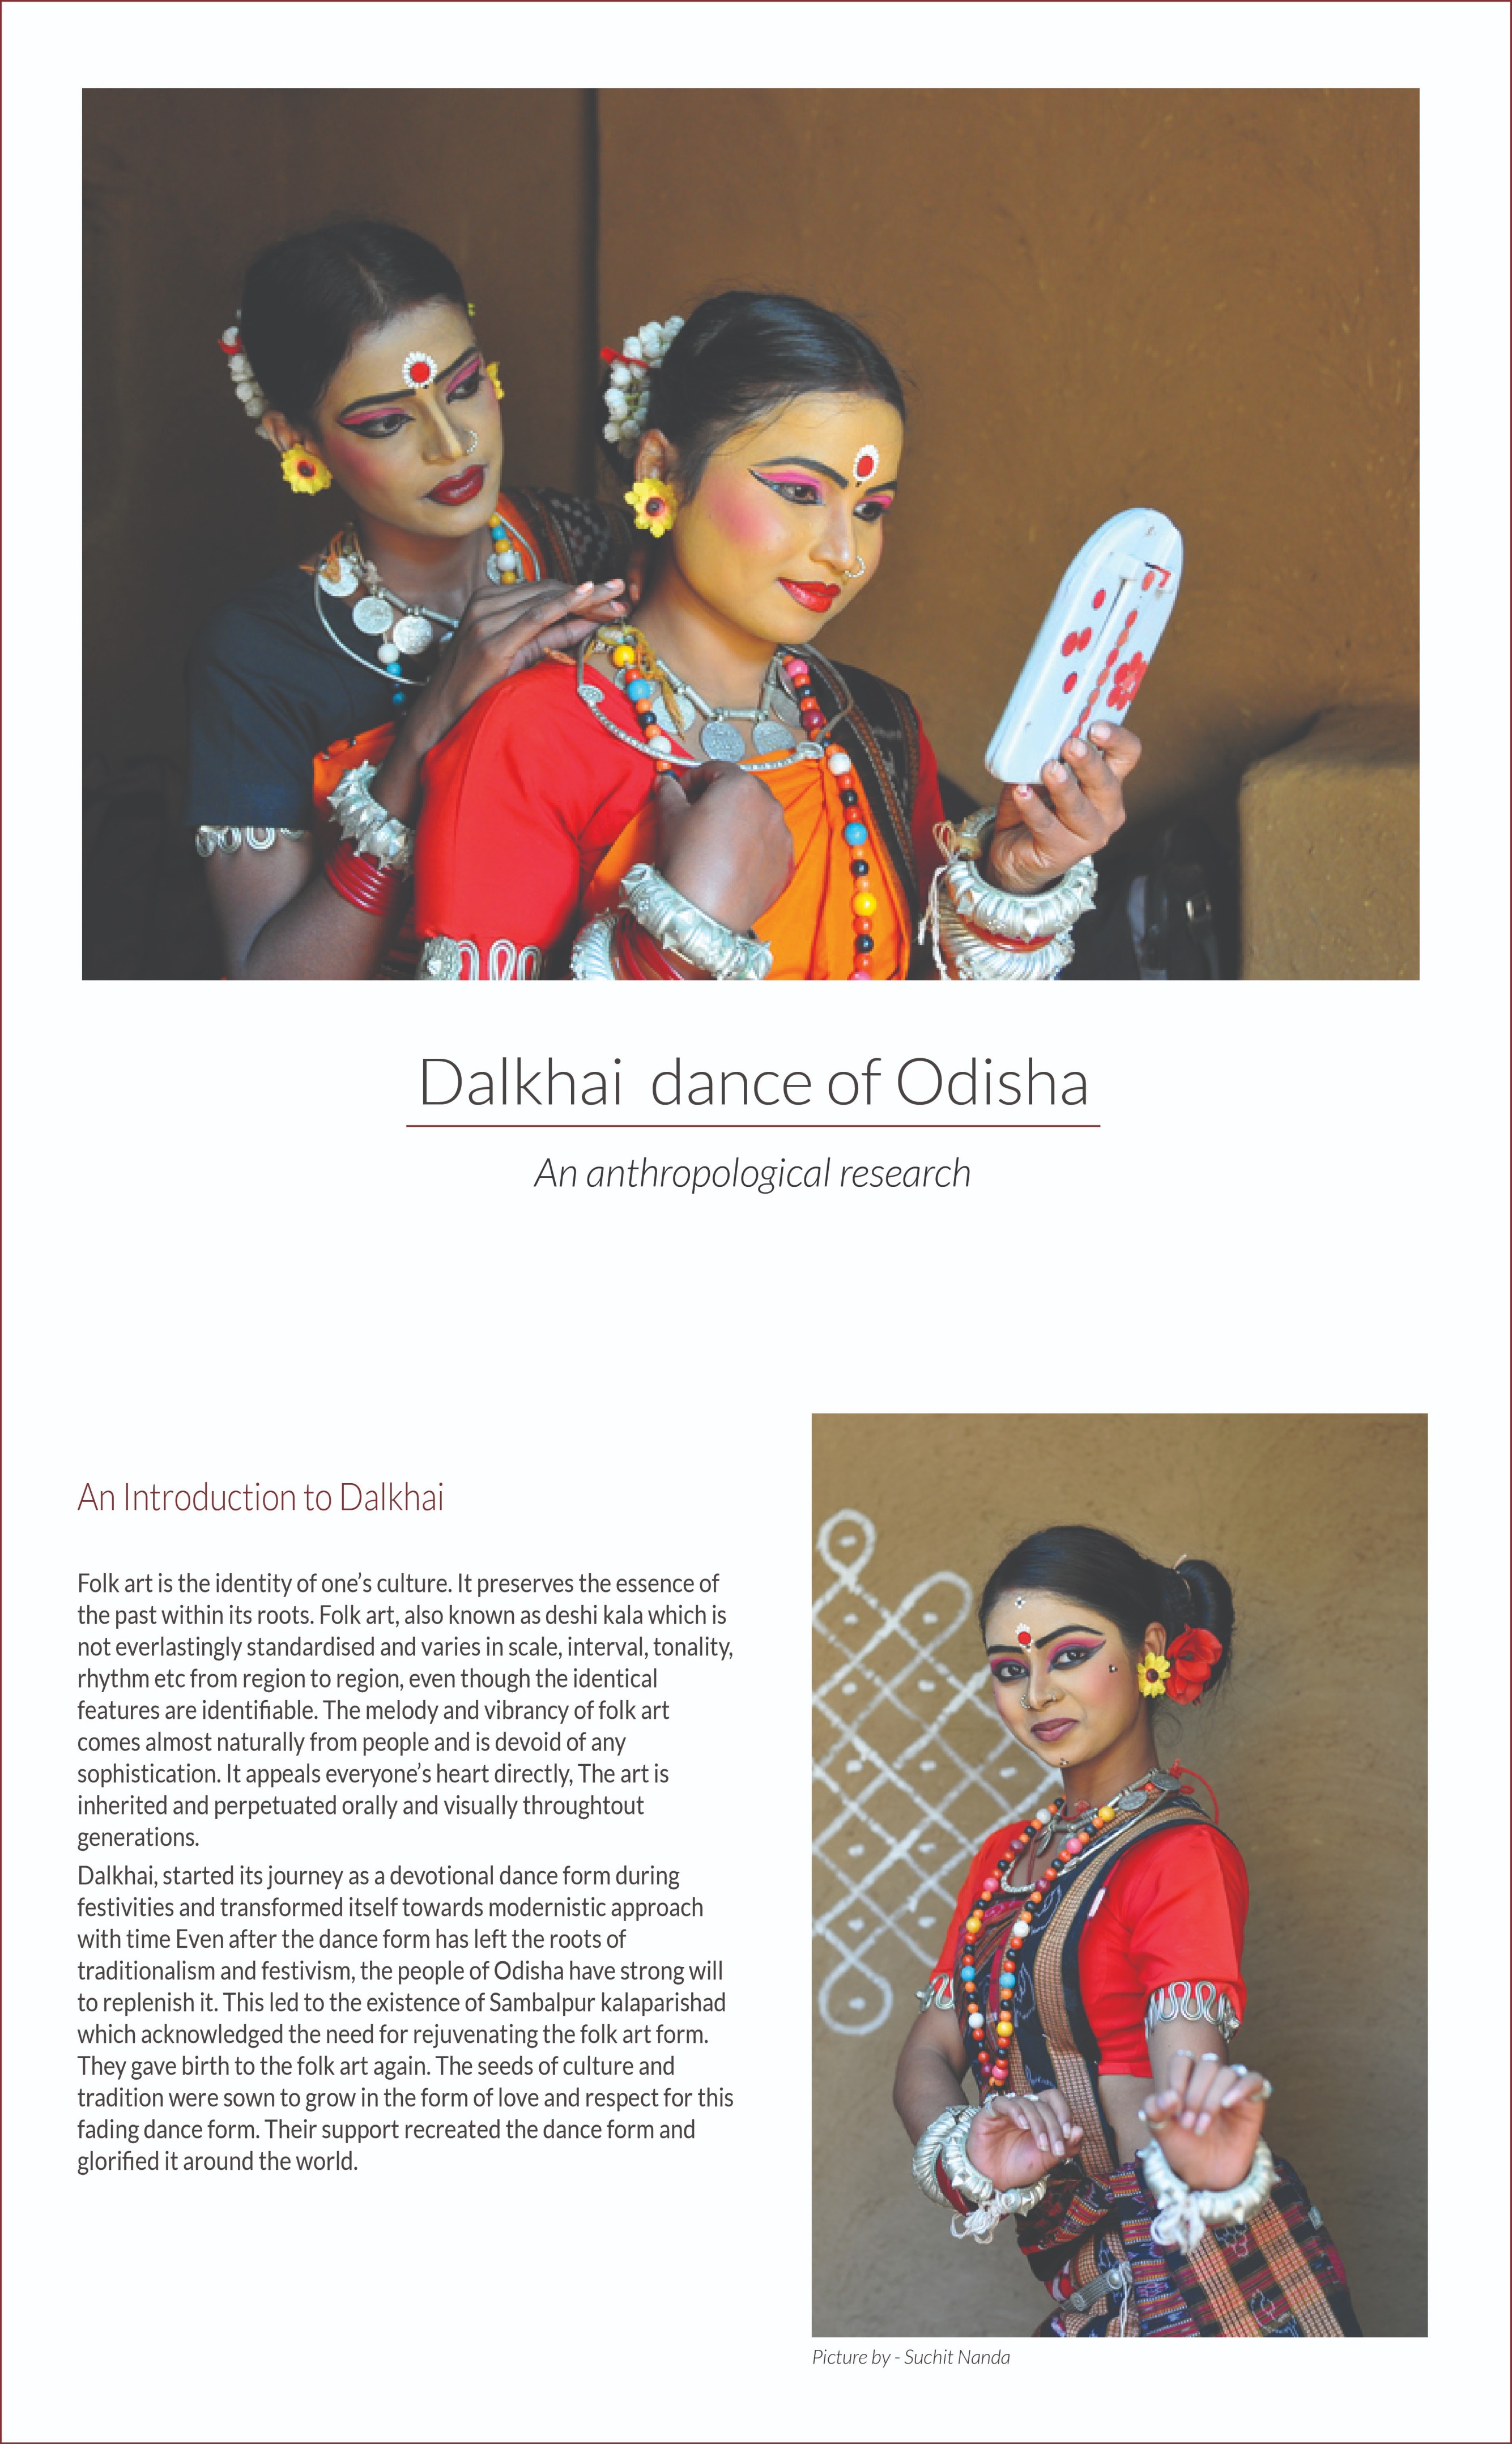 Dalkhai dance of Odisha
An anthropological research
An Introduction to Dalkhai
Folk art is the identity of one’s culture. It preserves the essence of
the past within its roots. Folk art, also known as deshi kala which is
not everlastingly standardised and varies in scale, interval, tonality,
rhythm etc from region to region, even though the identical
features are identifiable. The melody and vibrancy of folk art
comes almost naturally from people and is devoid of any
sophistication. It appeals everyone’s heart directly, The art is
inherited and perpetuated orally and visually throughtout
generations.
Dalkhai, started its journey as a devotional dance form during
festivities and transformed itself towards modernistic approach
with time Even after the dance form has left the roots of
traditionalism and festivism, the people of Odisha have strong will
to replenish it. This led to the existence of Sambalpur kalaparishad
which acknowledged the need for rejuvenating the folk art form.
They gave birth to the folk art again. The seeds of culture and
tradition were sown to grow in the form of love and respect for this
fading dance form. Their support recreated the dance form and
glorified it around the world.
Picture by - Suchit Nanda